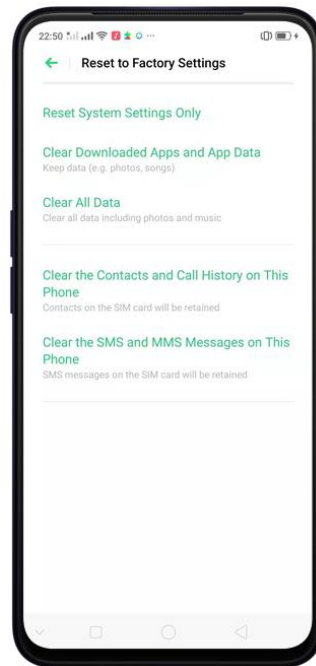 22:50
Reset to Factory Settings
Reset System Settings Only
Clear Downloaded Apps and App Data
Keep data (e.g. photos, songs)
Clear All Data
Clear all data including photos and music
Clear the Contacts and Call History on This
Phone
Contacts on the SIM card will be retained
Clear the SMS and MMS Messages on This
Phone
SMS messages on the SIM card will be retained